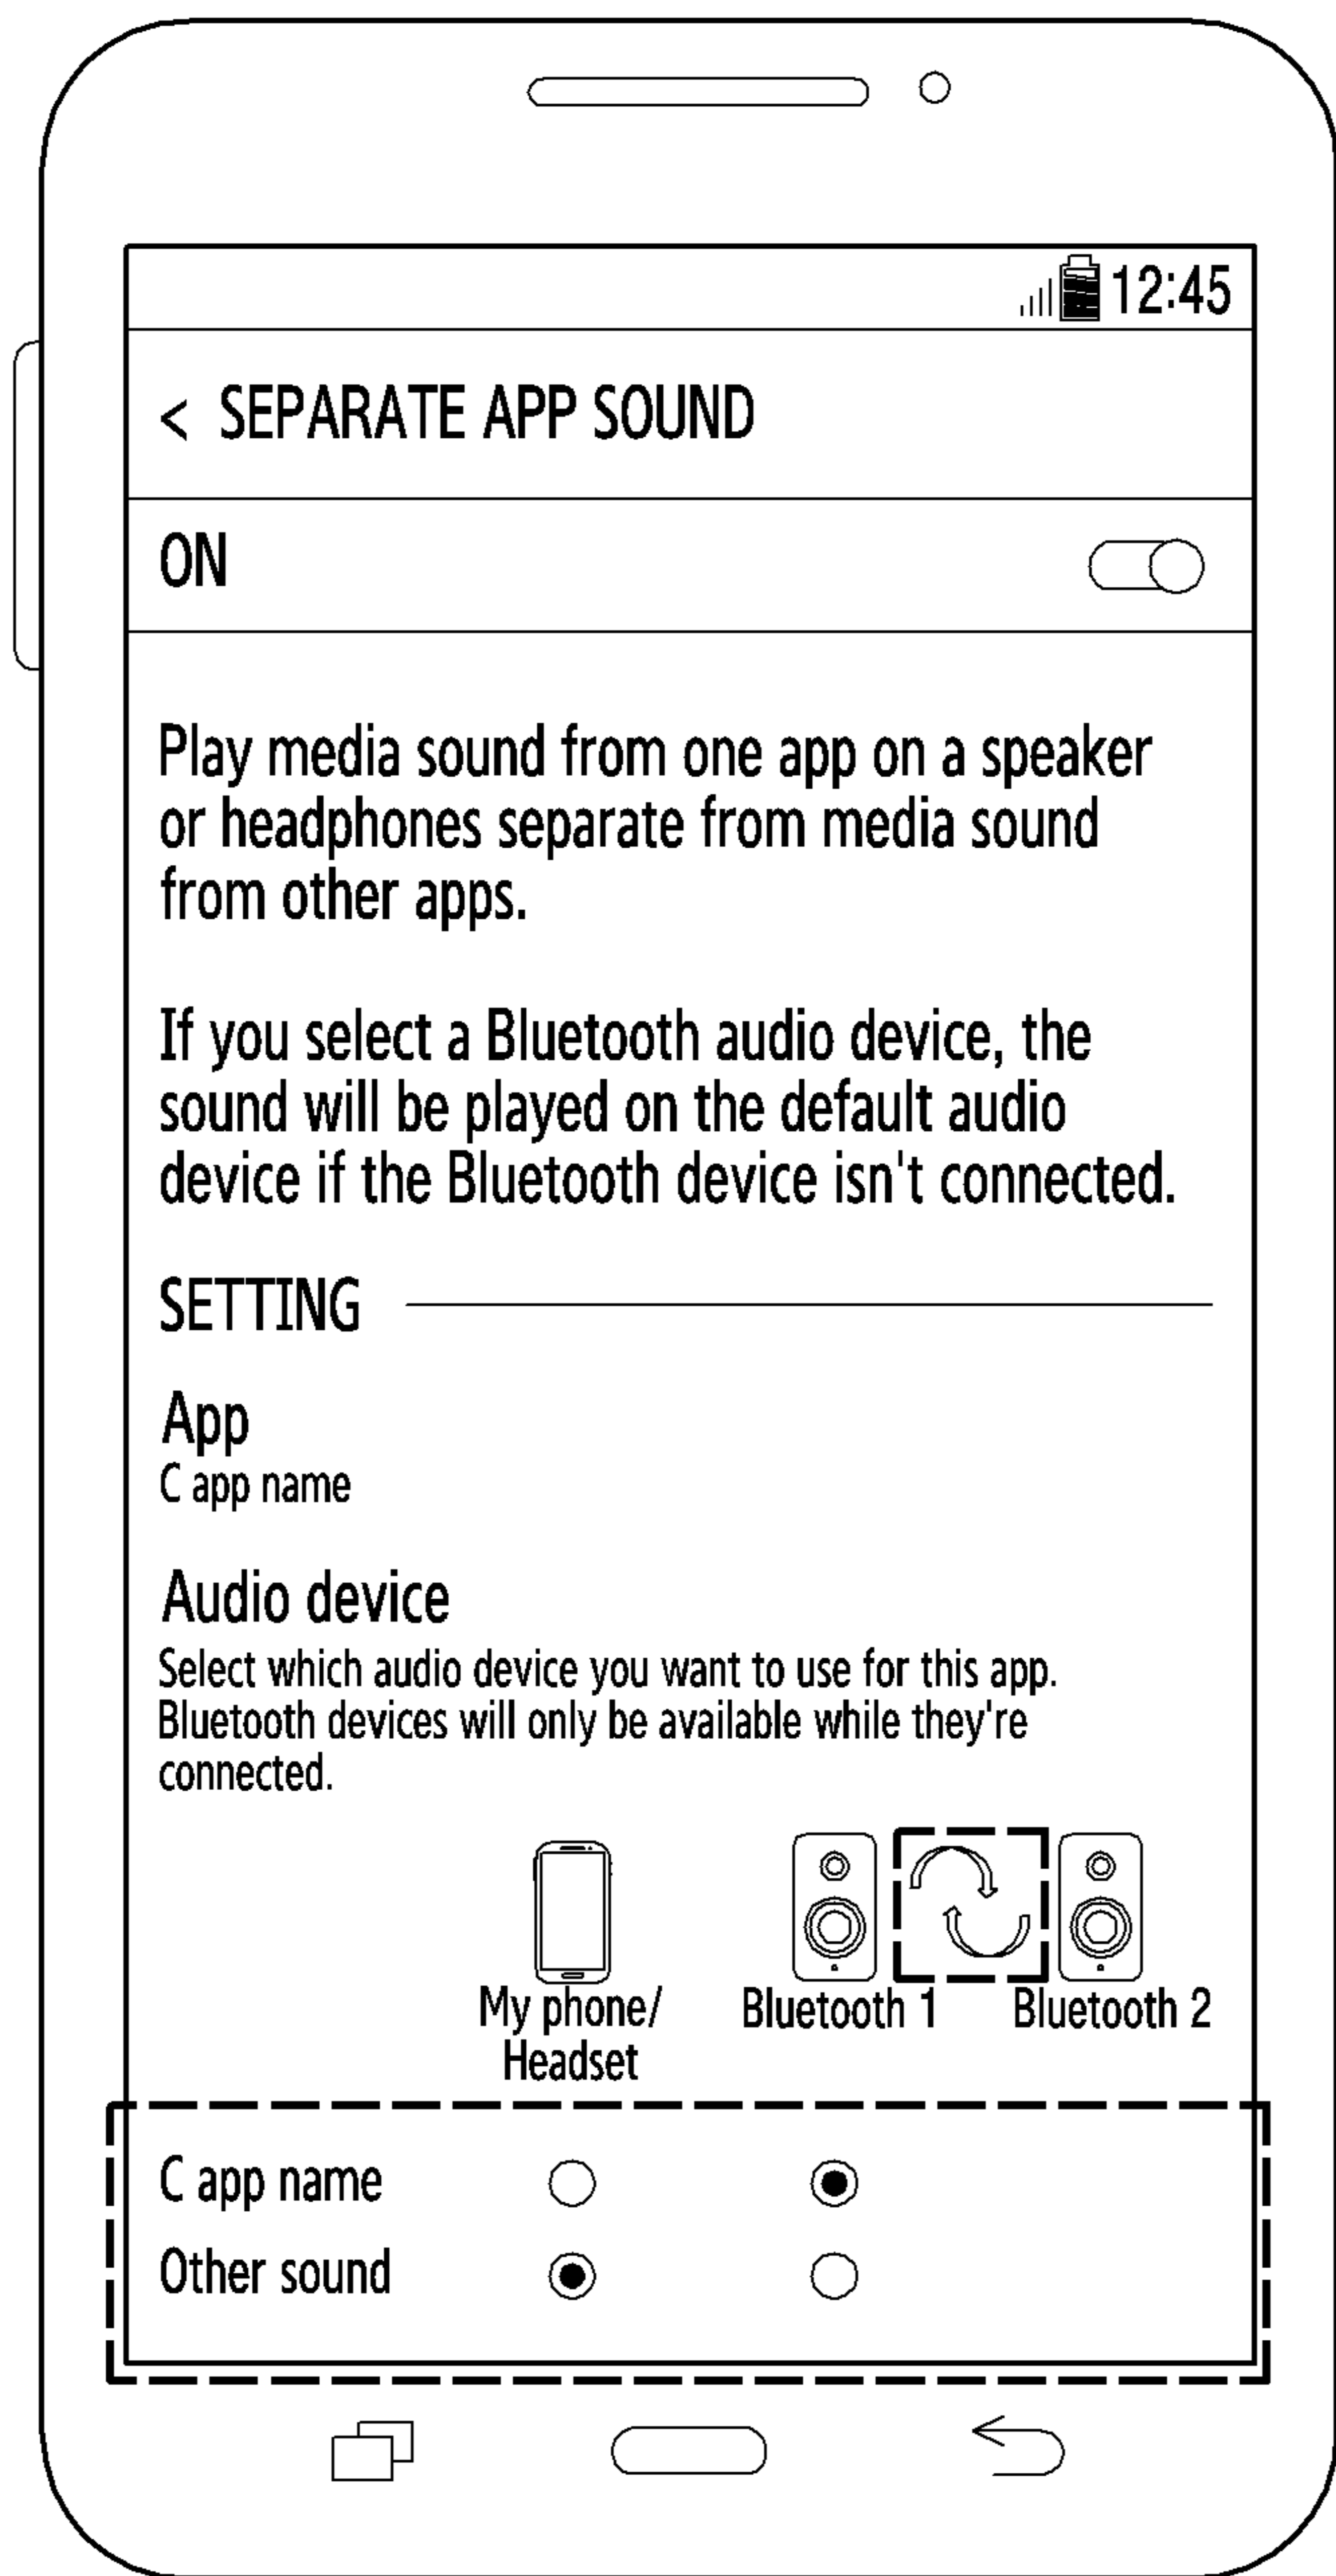 12:45
< SEPARATE APP SOUND
ON
Play media sound from one app on a speaker
or headphones separate from media sound
from other apps.
If you select a Bluetooth audio device, the
sound will be played on the default audio
device if the Bluetooth device isn't connected.
SETTING
App
C app name
Audio device
Select which audio device you want to use for this app.
Bluetooth devices will only be available while they're
connected.
My phone/
Headset
Bluetooth 1
Bluetooth 2
C app name
Other sound